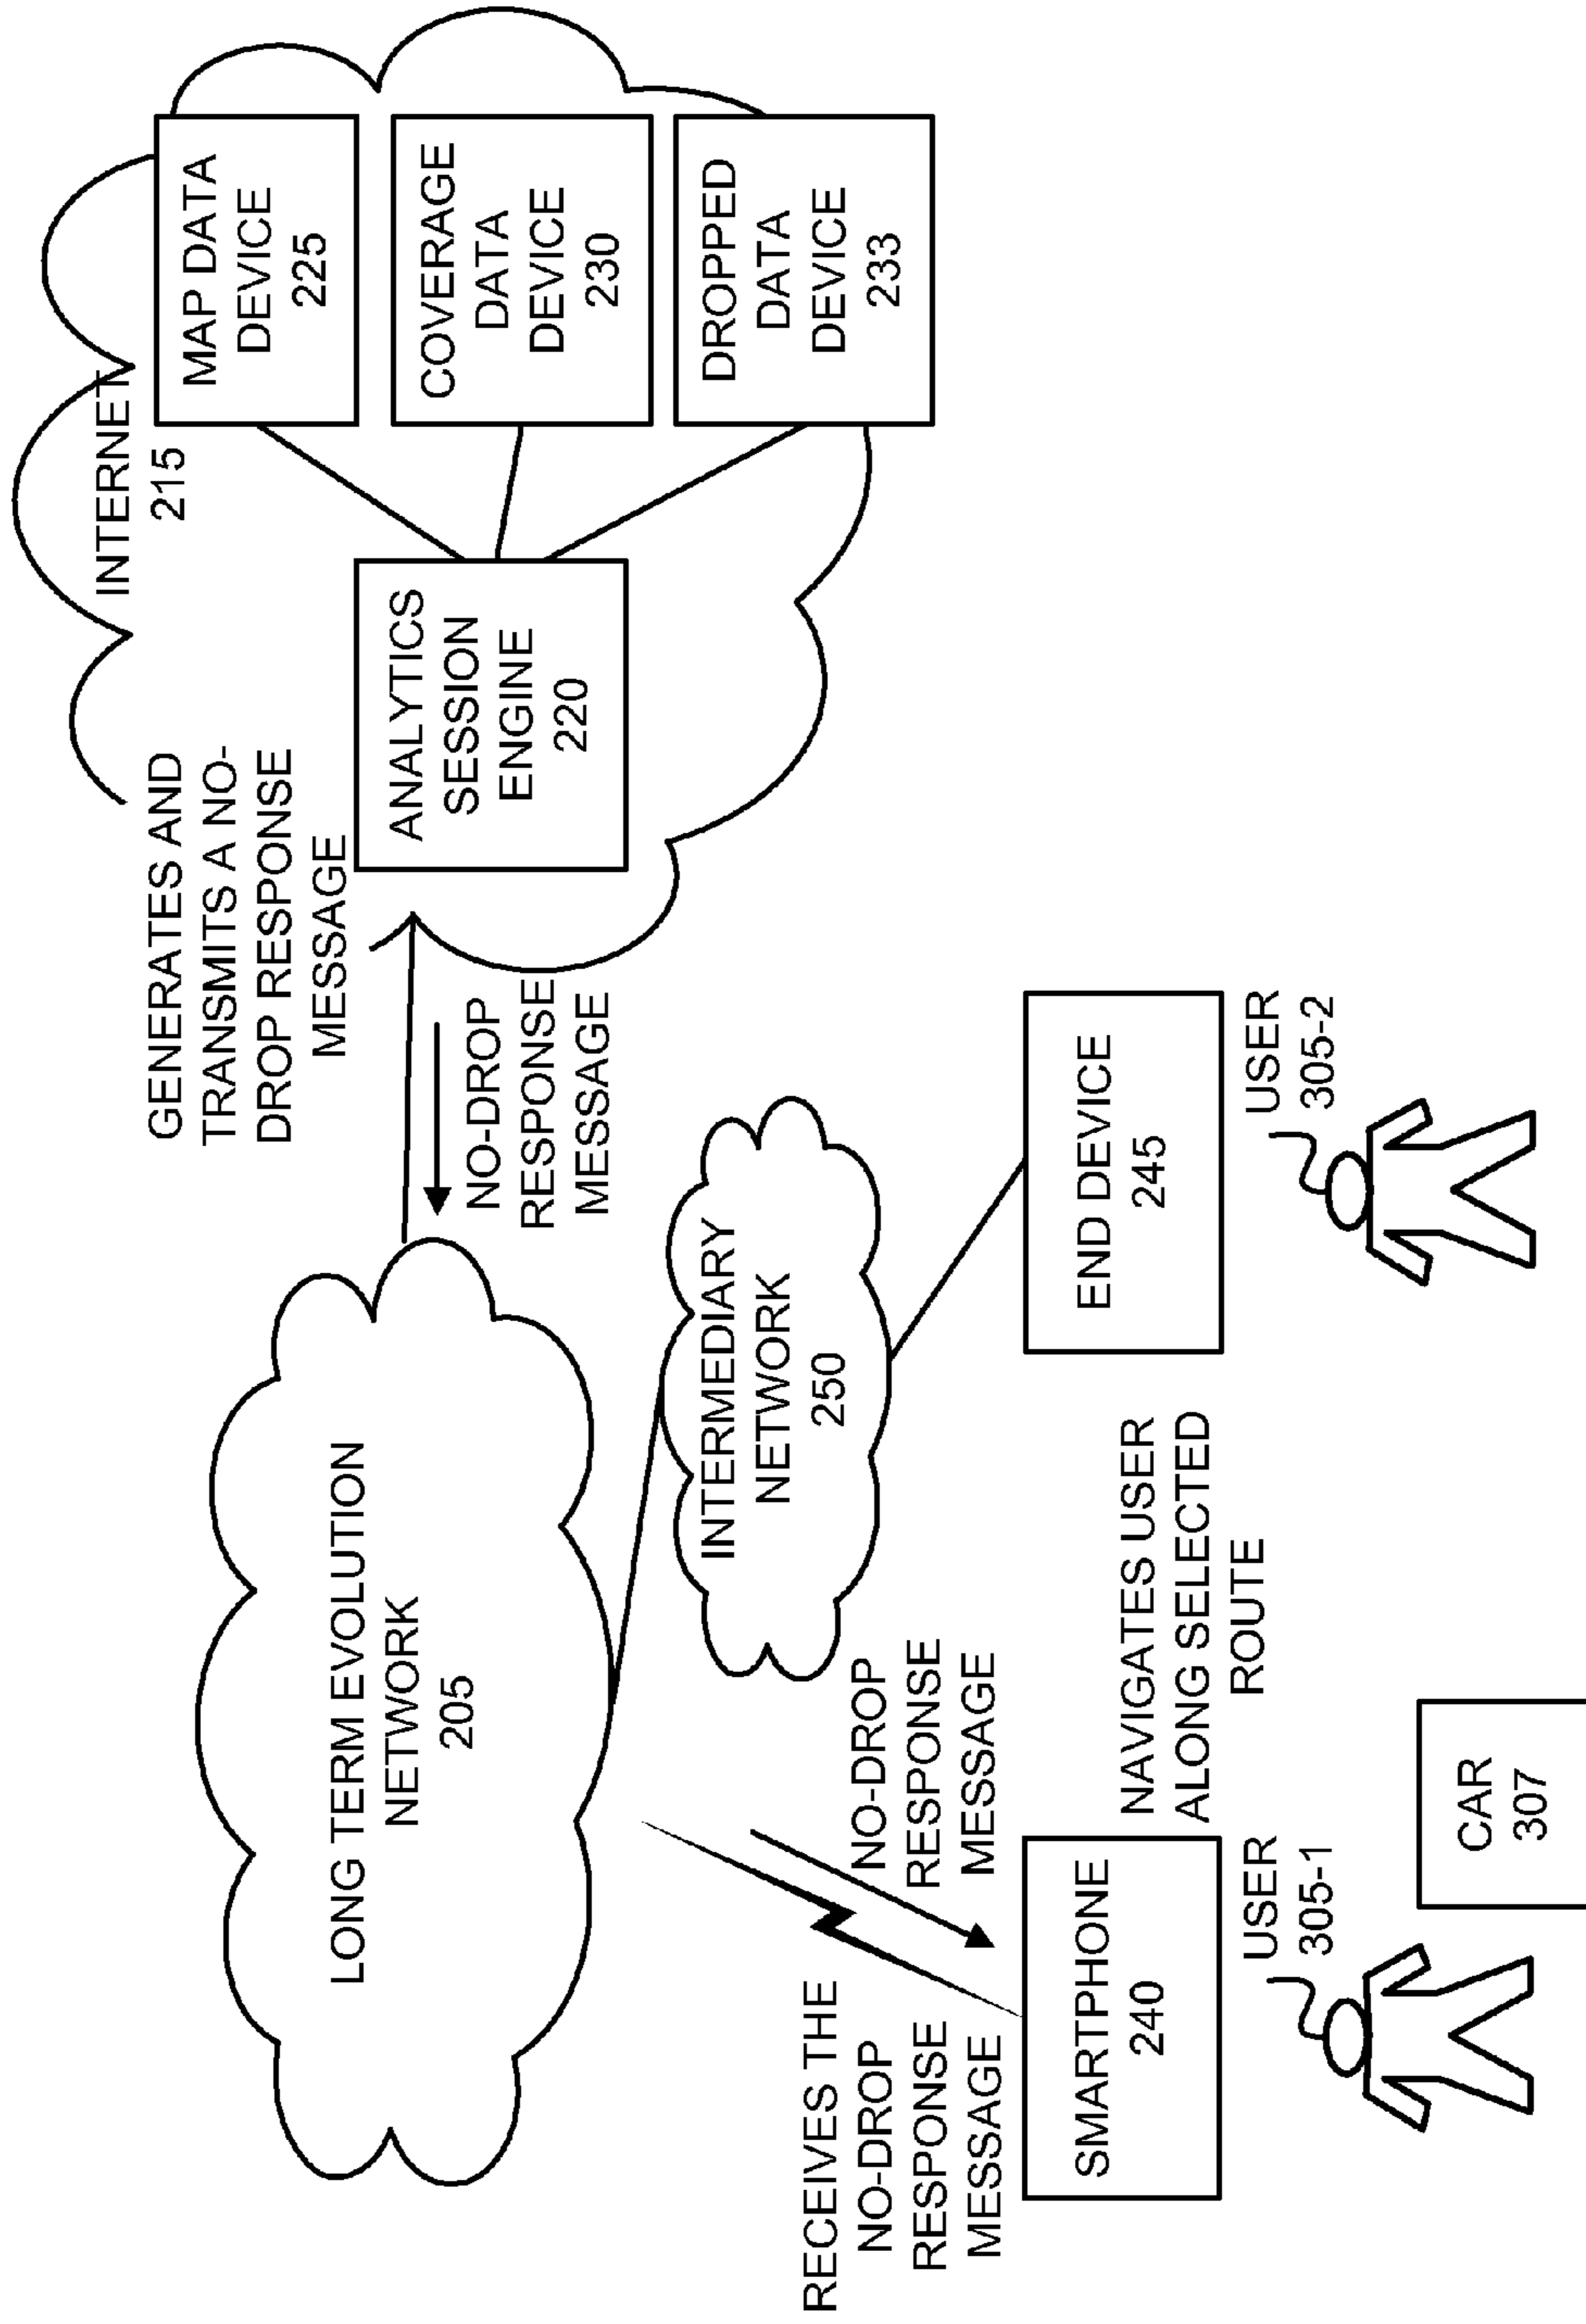 INTERNET
215
MAP DATA
DEVICE
225
COVERAGE
DATA
DEVICE
230
DROPPED
DATA
DEVICE
233
GENERATES AND
TRANSMITS A NO-
DROP RESPONSE
MESSAGE
ANALYTICS
SESSION
ENGINE
220
NO-DROP
RESPONSE
MESSAGE
LONG TERM EVOLUTION
NETWORK
205
INTERMEDIARY
NETWORK
250
RECEIVES THE
NO-DROP
RESPONSE
MESSAGE
NO-DROP
RESPONSE
MESSAGE
SMARTPHONE
240
NAVIGATES USER
ALONG SELECTED
ROUTE
END DEVICE
245
USER
305-1
CAR
307
USER
305-2